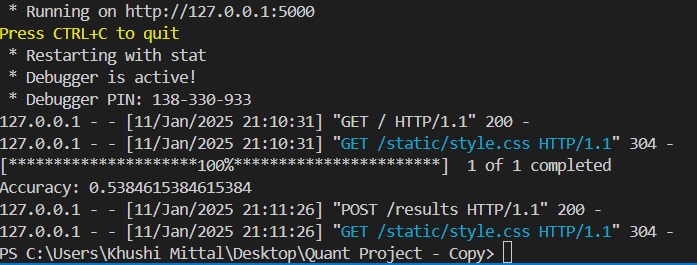 * Running on http://127.0.0.1:5000
Press CTRL+C to quit
* Restarting with stat
* Debugger is active!
* Debugger PIN: 138-330-933
127.0.0.1 - - [11/Jan/2025 21:10:31] "GET / HTTP/1.1" 200 -
127.0.0.1 - - [11/Jan/2025 21:10:31] "GET /static/style.css HTTP/1.1" 304 -
[*********************100%***********************]  1 of 1 completed
Accuracy: 0.5384615384615384
127.0.0.1 - - [11/Jan/2025 21:11:26] "POST /results HTTP/1.1" 200 -
127.0.0.1 - - [11/Jan/2025 21:11:26] "GET /static/style.css HTTP/1.1" 304 -
PS C:\Users\Khushi Mittal\Desktop\Quant Project - Copy>